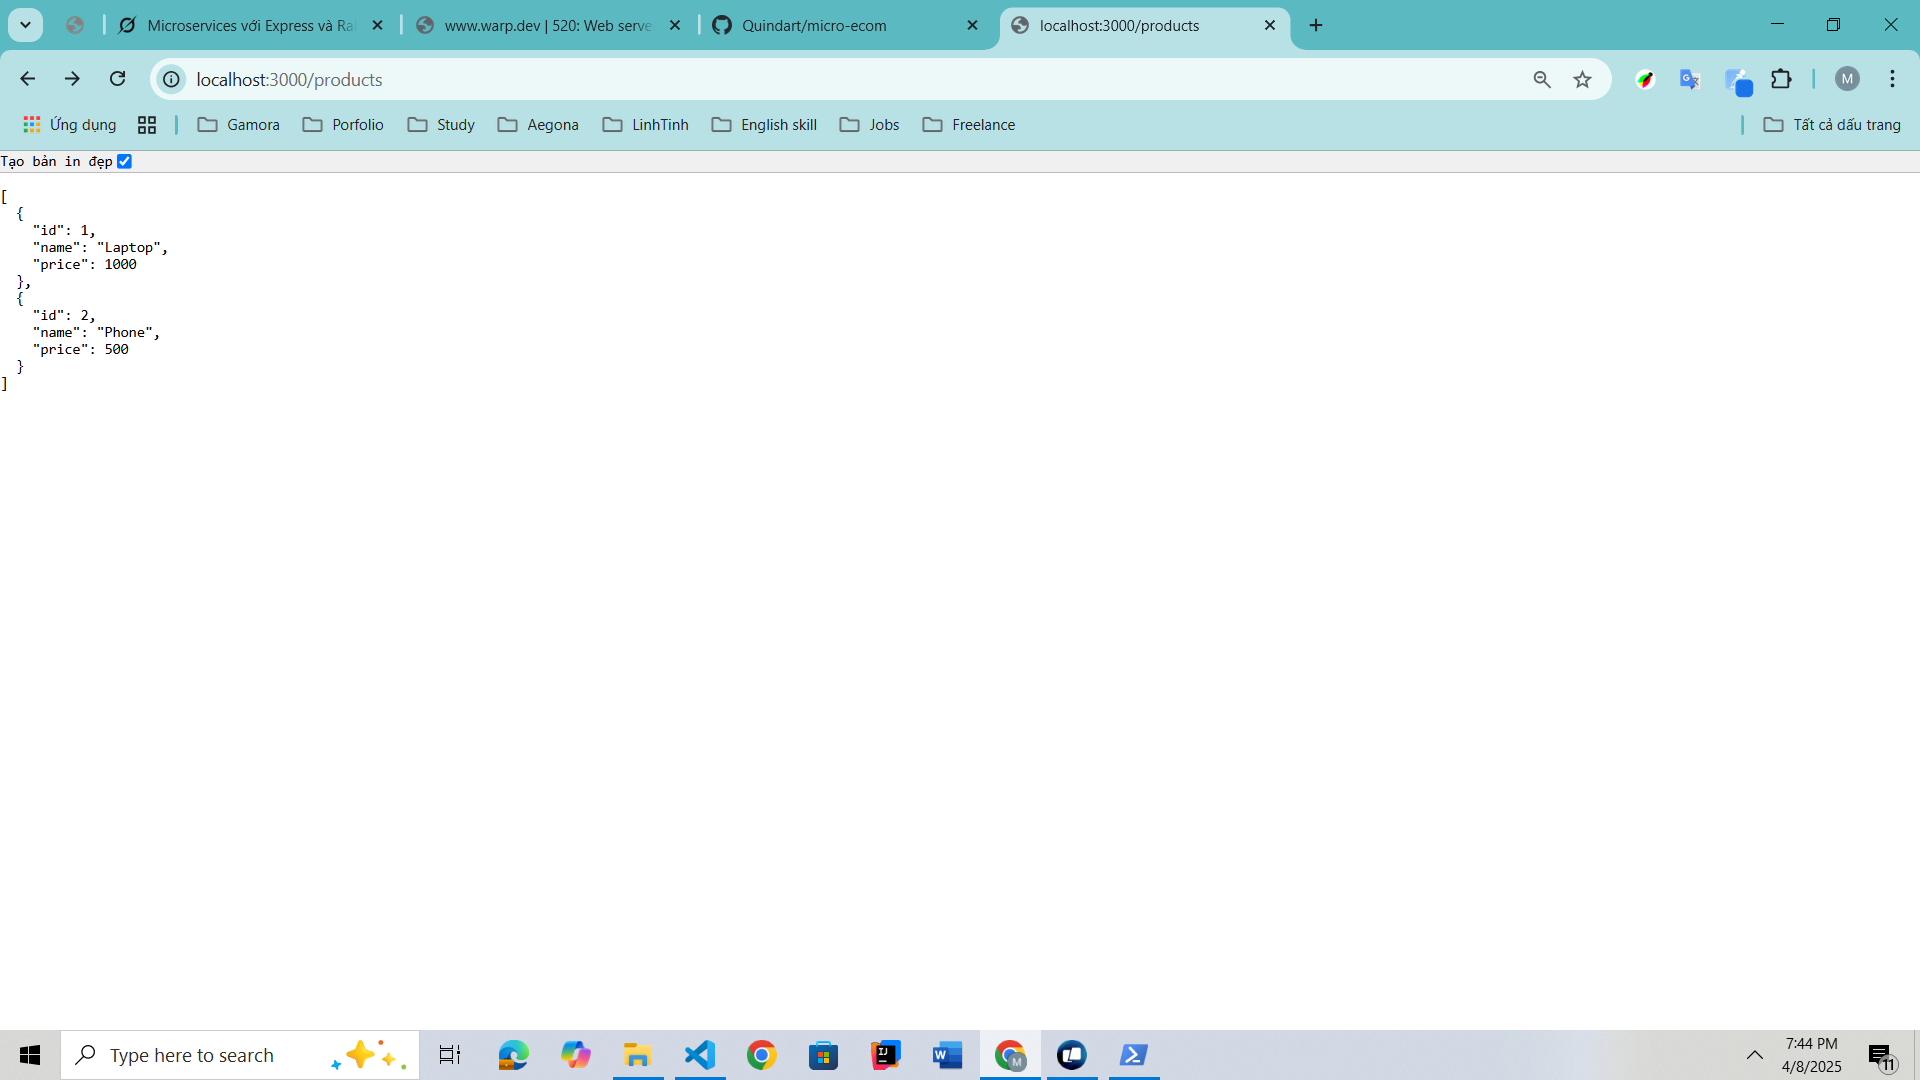 Microservices với Express và Ra
www.warp.dev | 520: Web serve
Quindart/micro-ecom
localhost:3000/products
localhost:3000/products
M
Ứng dụng
Gamora
Porfolio
Study
Aegona
LinhTinh
English skill
Jobs
Freelance
Tất cả dấu trang
Tạo bản in đẹp
[
  {
    "id": 1,
    "name": "Laptop",
    "price": 1000
  },
  {
    "id": 2,
    "name": "Phone",
    "price": 500
  }
]
Type here to search
7:44 PM
4/8/2025
11